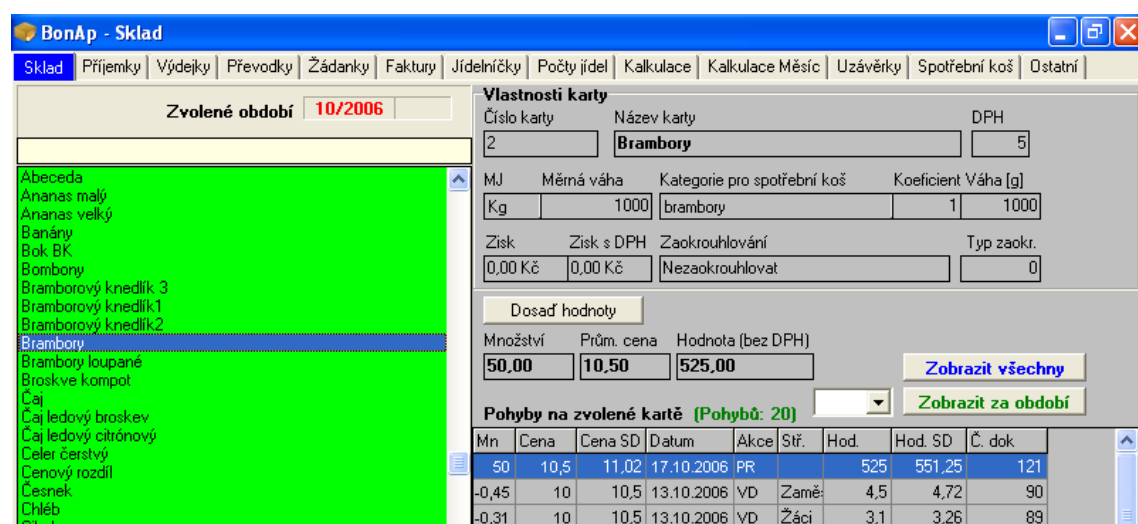 BonAp - Sklad
Sklad Příjemky Výdejky Převodky Žádanky Faktury Jídelníčky Počty jídel Kalkulace Kalkulace Měsíc Uzávěrky Spotřební koš Ostatní
Zvolené období 10/2006
Abeceda
Ananas malý
Ananas velký
Banány
Bok BK
Bombony
Bramborový knedlík 3
Bramborový knedlík1
Bramborový knedlík2
Brambory
Brambory loupané
Broskve kompot
Čaj
Čaj ledový broskev
Čaj ledový citrónový
Celer čerstvý
Cenový rozdíl
Česnek
Chléb
Vlastnosti karty
Číslo karty Název karty DPH
2 Brambory 5
MJ Měrná váha Kategorie pro spotřební koš Koeficient Váha [g]
Kg 1000 brambory 1 1000
Zisk Zisk s DPH Zaokrouhlování Typ zaokr.
0,00 Kč 0,00 Kč Nezaokrouhlovat 0
Dosaď hodnoty
Množství Prům. cena Hodnota (bez DPH)
50,00 10,50 525,00
Zobrazit všechny
Zobrazit za období
Pohyby na zvolené kartě (Pohybů: 20)
Mn Cena Cena SD Datum Akce Stř. Hod. Hod. SD Č. dok
50 10,5 11,02 17.10.2006 PR 525 551,25 121
-0,45 10 10,5 13.10.2006 VD Zamě 4,5 4,72 90
-0,31 10 10,5 13.10.2006 VD Žáci 3,1 3,26 89